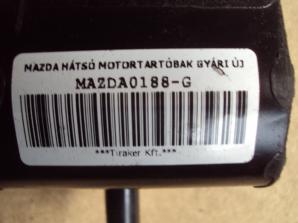 MAZDA HÁTSÓ MOTORTARTÓBAK GYÁRI ÚJ
MAZDA0188-G
***Tiraker Kft.***